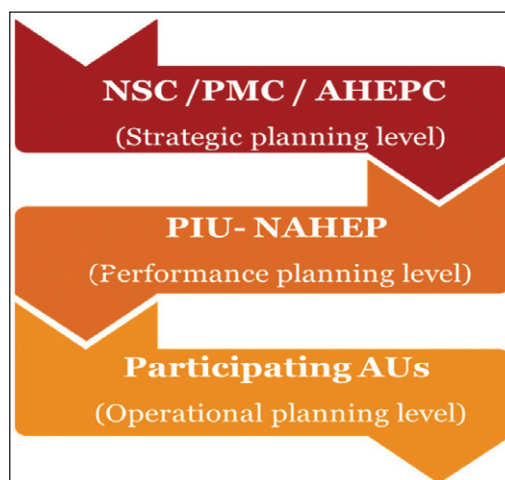 NSC /PMC / AHEPC
(Strategic planning level)
PIU- NAHEP
(Performance planning level)
Participating AUs
(Operational planning level)